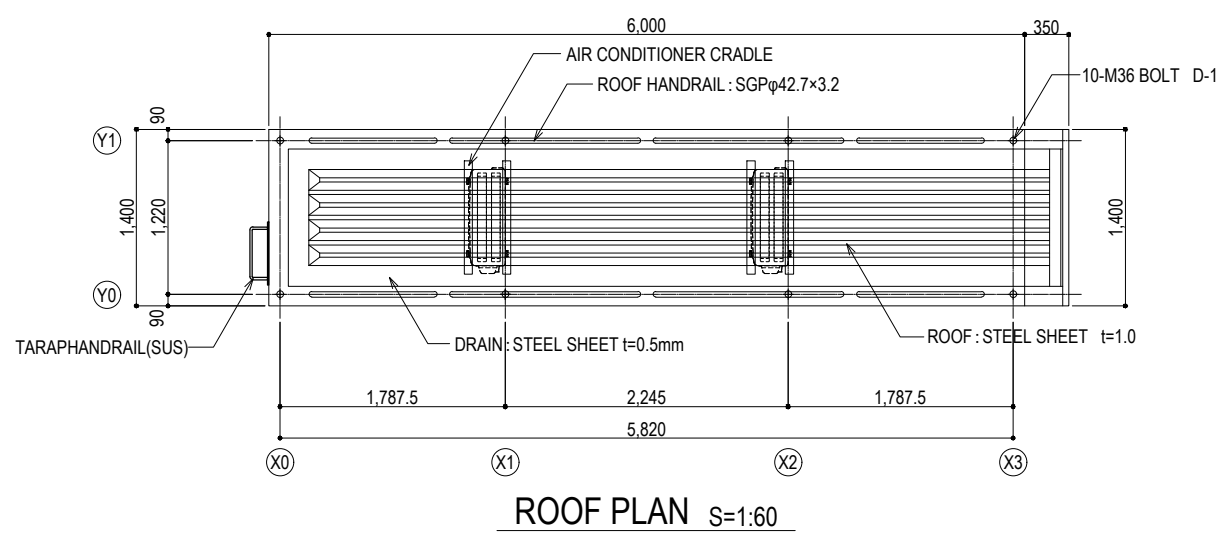 6,000
350
AIR CONDITIONER CRADLE
10-M36 BOLT D-1
ROOF HANDRAIL : SGPφ42.7×3.2
90
Y1
1,400
1,220
1,400
Y0
90
TARAPHANDRAIL(SUS)
DRAIN : STEEL SHEET t=0.5mm
ROOF : STEEL SHEET t=1.0
1,787.5
2,245
1,787.5
5,820
X0
X1
X2
X3
ROOF PLAN S=1:60